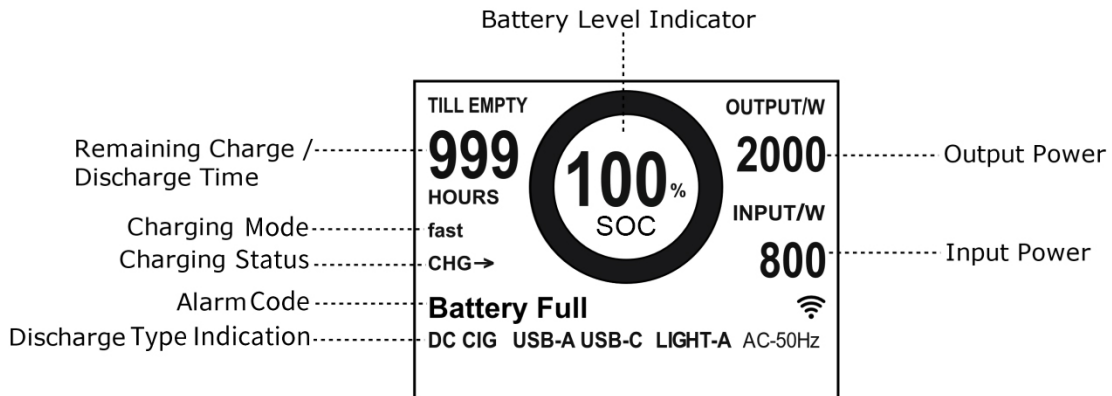 Battery Level Indicator
TILL EMPTY
OUTPUT/W
Remaining Charge /
Discharge Time
999
100%
2000
Output Power
HOURS
SOC
INPUT/W
Charging Mode
fast
Charging Status
CHG→
800
Input Power
Alarm Code
Battery Full
Discharge Type Indication
DC CIG USB-A USB-C LIGHT-A AC-50Hz